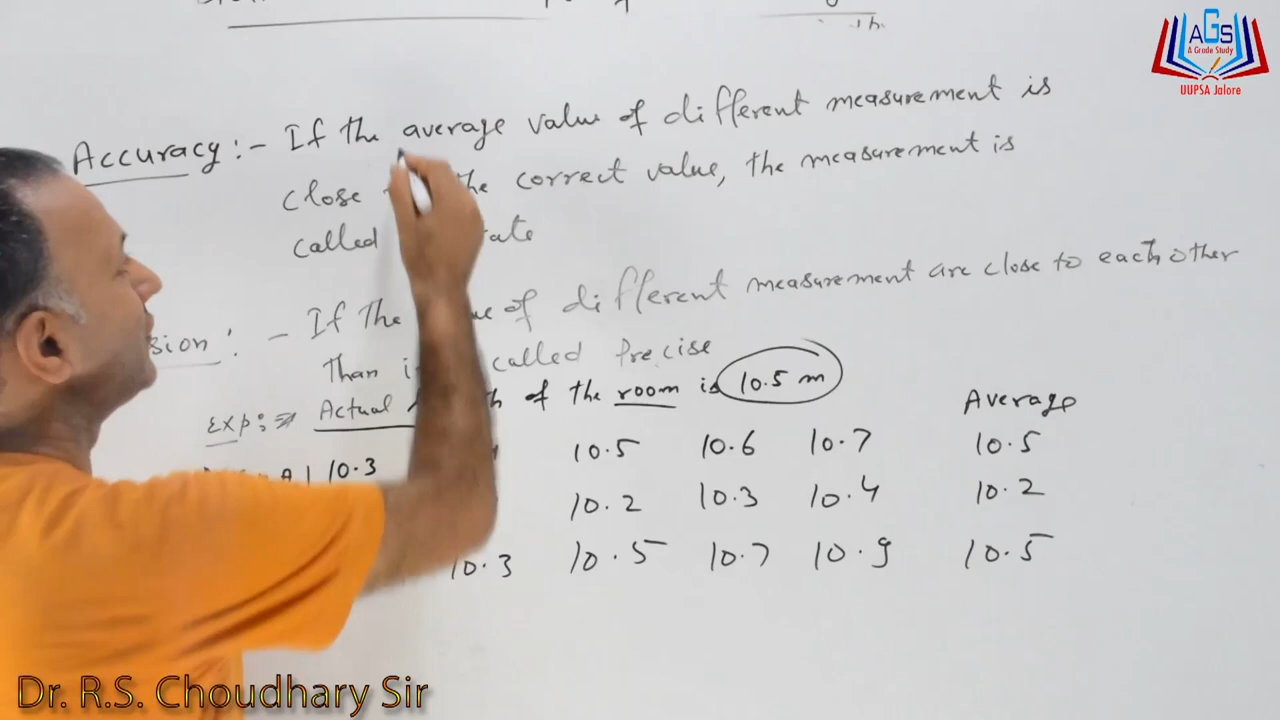 AGS
A Grade Study
UUPSA Jalore
Accuracy :- If the average value of different measurement is
close the correct value, the measurement is
called
:- If the of different measurement are close to each other
Than called Precise
Exp:⇒ Actual of the room is 10.5 m
Average
10.3 10.5 10.6 10.7 10.5
10.2 10.3 10.4 10.2
10.3 10.5 10.7 10.9 10.5
Dr. R.S. Choudhary Sir